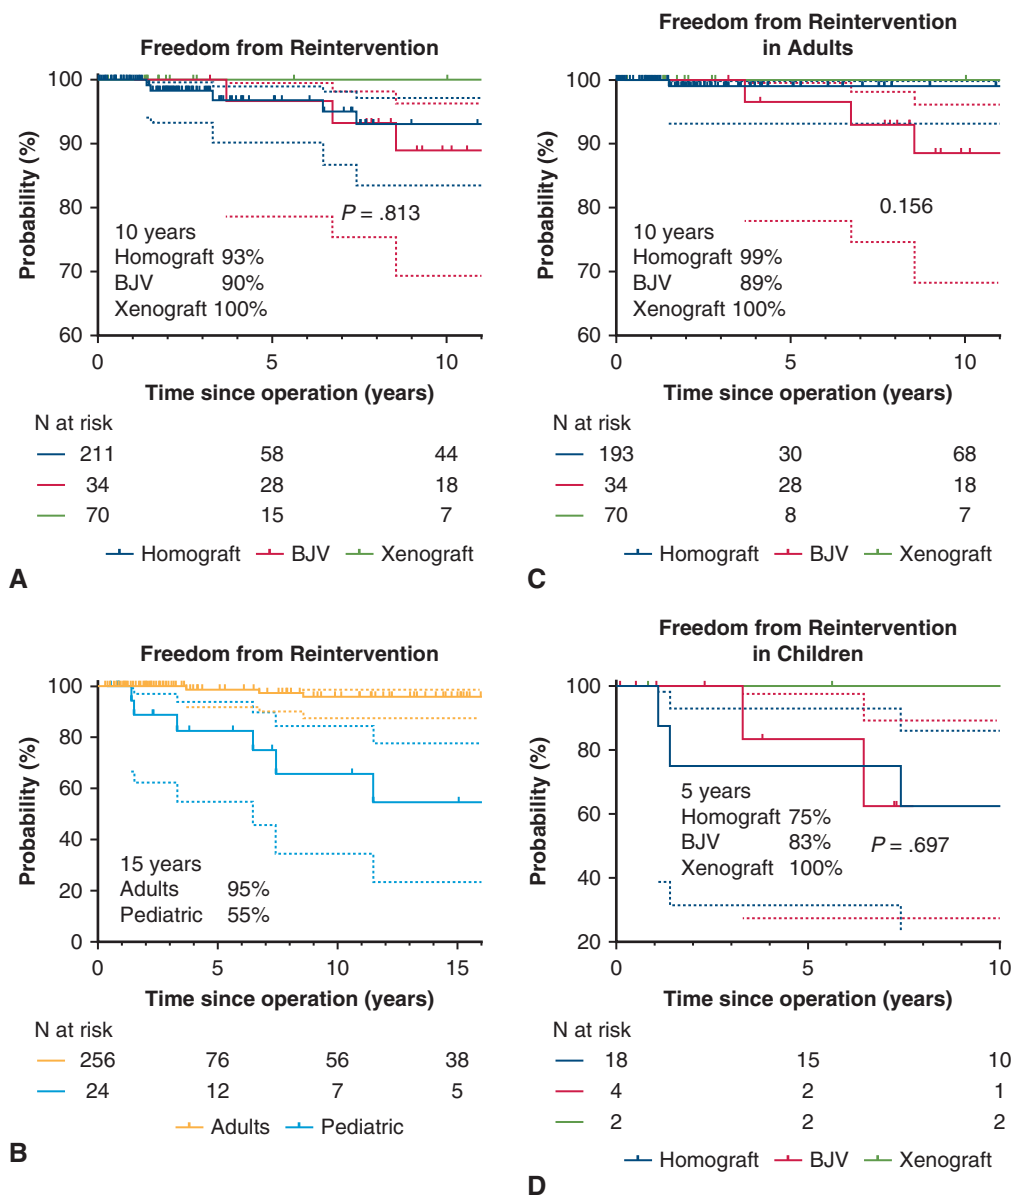 Freedom from Reintervention
Probability (%)
100
90
80
70
60
P = .813
10 years
Homograft 93%
BJV 90%
Xenograft 100%
0 5 10
Time since operation (years)
N at risk
211 58 44
34 28 18
70 15 7
Homograft BJV Xenograft
A
Freedom from Reintervention
in Adults
Probability (%)
100
90
80
70
60
0.156
10 years
Homograft 99%
BJV 89%
Xenograft 100%
0 5 10
Time since operation (years)
N at risk
193 30 68
34 28 18
70 8 7
Homograft BJV Xenograft
C
Freedom from Reintervention
Probability (%)
100
80
60
40
20
0
15 years
Adults 95%
Pediatric 55%
0 5 10 15
Time since operation (years)
N at risk
256 76 56 38
24 12 7 5
Adults Pediatric
B
Freedom from Reintervention
in Children
Probability (%)
100
80
60
40
20
5 years
Homograft 75%
BJV 83%
Xenograft 100%
P = .697
0 5 10
Time since operation (years)
N at risk
18 15 10
4 2 1
2 2 2
Homograft BJV Xenograft
D